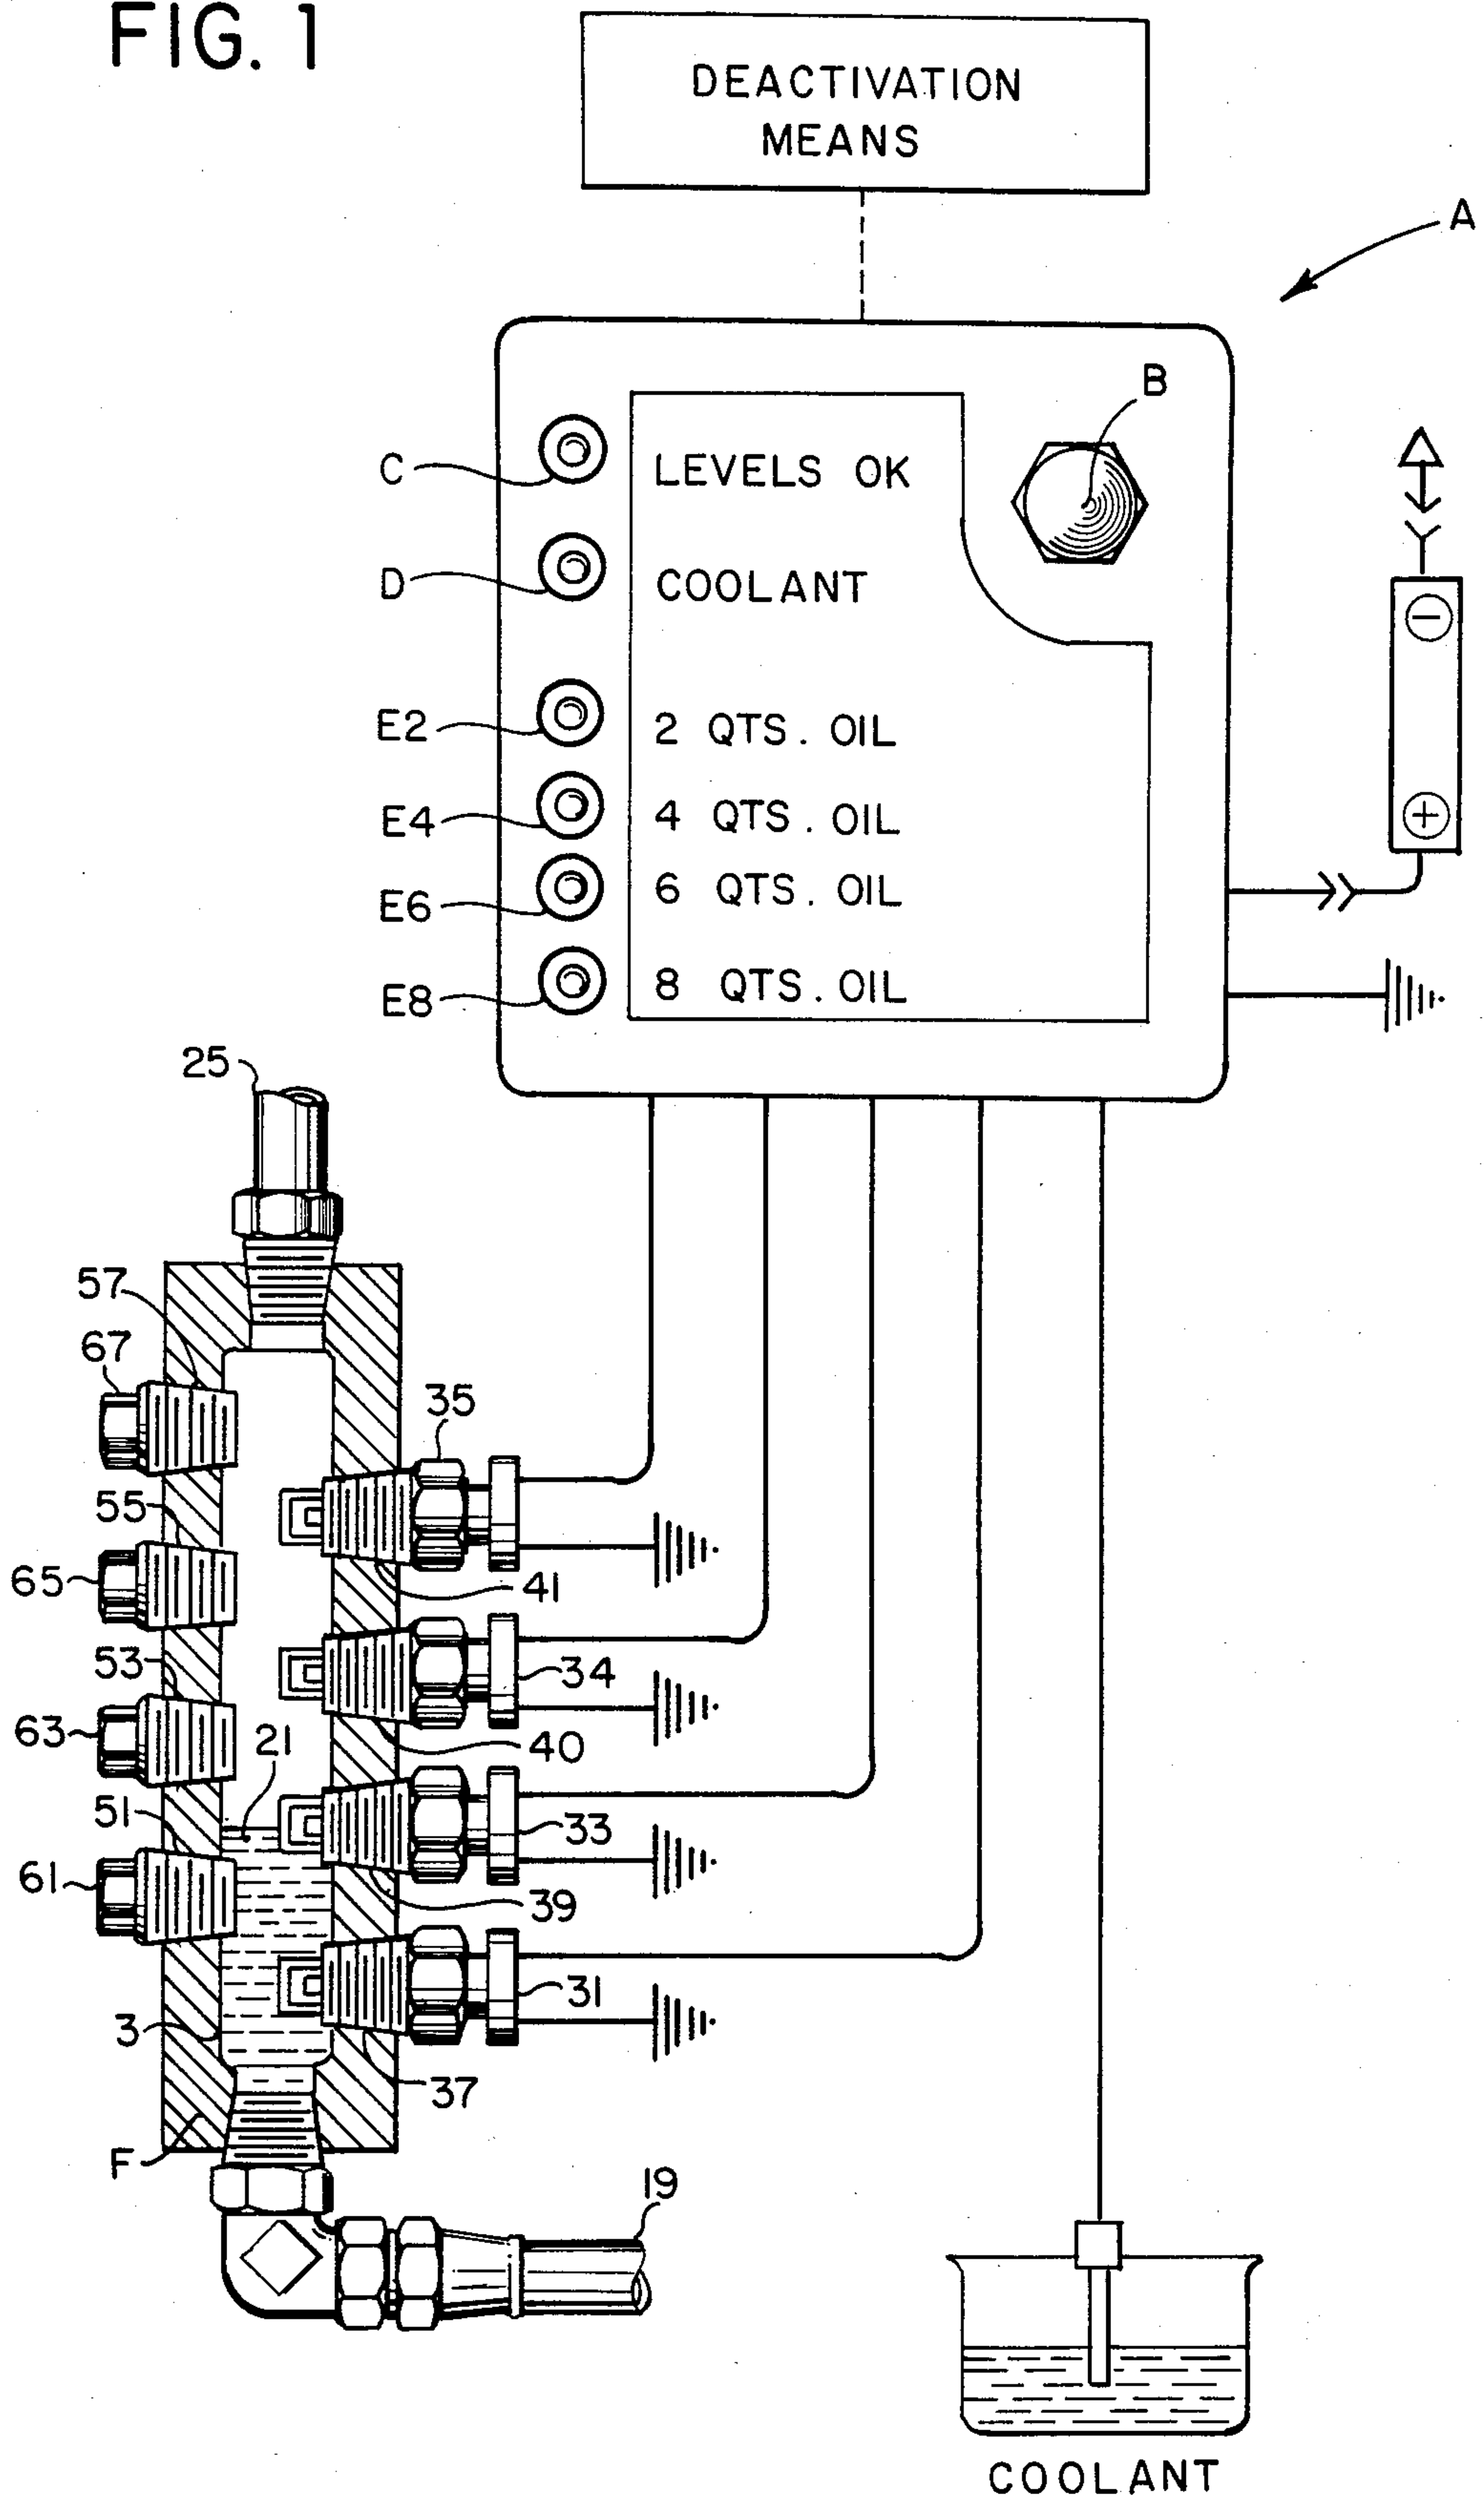 FIG. 1
DEACTIVATION
MEANS
A
B
C
LEVELS OK
D
COOLANT
E2
2 QTS. OIL
E4
4 QTS. OIL
E6
6 QTS. OIL
E8
8 QTS. OIL
−
+
25
57
67
35
55
65
41
53
34
63
21
40
51
33
61
39
31
3
37
F
19
COOLANT